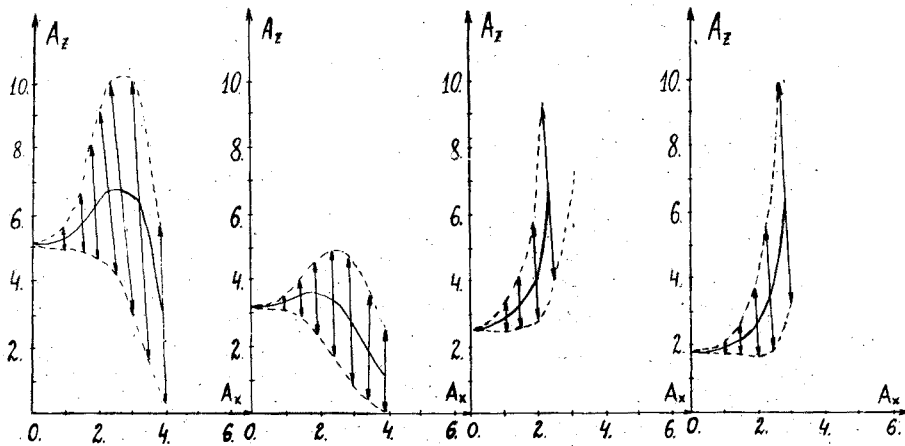 A_z A_z A_z A_z
10. 10. 10. 10.
8. 8. 8. 8.
6. 6. 6. 6.
4. 4. 4. 4.
2. 2. 2. 2.
A_x A_x A_x A_x
0. 2. 4. 6. 0. 2. 4. 6. 0. 2. 4. 6. 0. 2. 4. 6.